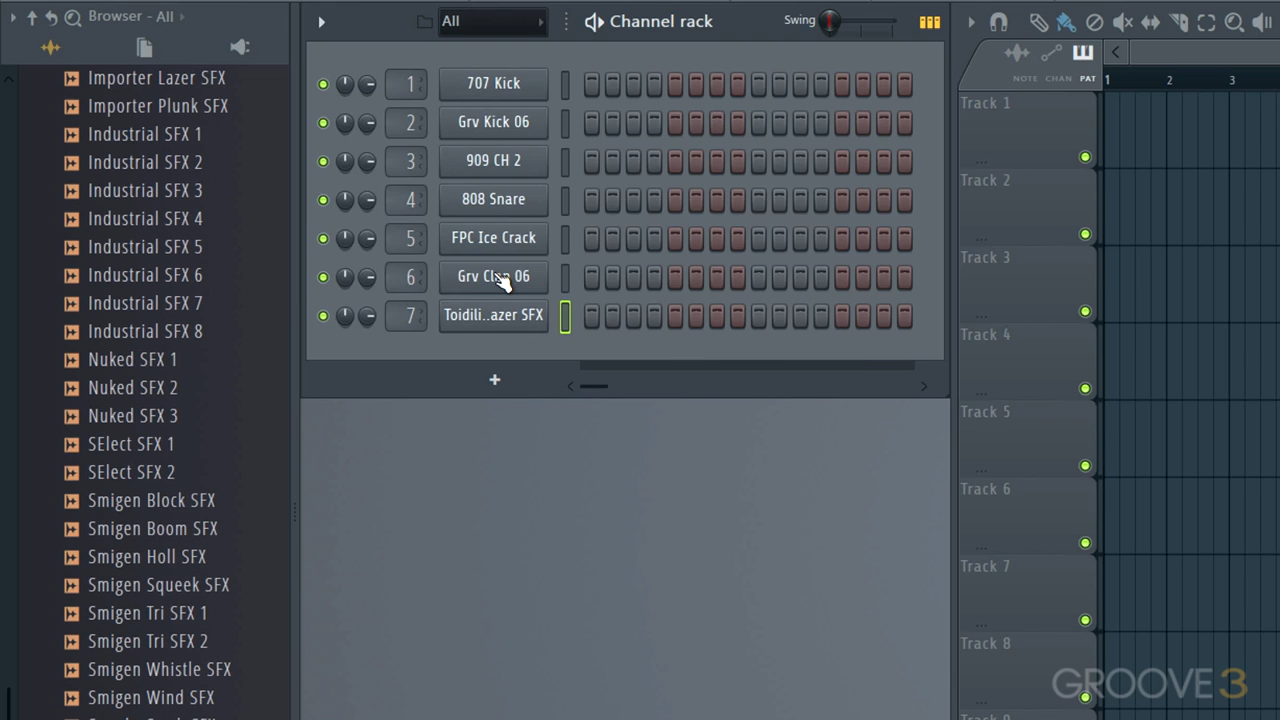 Browser - All
Importer Lazer SFX
Importer Plunk SFX
Industrial SFX 1
Industrial SFX 2
Industrial SFX 3
Industrial SFX 4
Industrial SFX 5
Industrial SFX 6
Industrial SFX 7
Industrial SFX 8
Nuked SFX 1
Nuked SFX 2
Nuked SFX 3
SElect SFX 1
SElect SFX 2
Smigen Block SFX
Smigen Boom SFX
Smigen Holl SFX
Smigen Squeek SFX
Smigen Tri SFX 1
Smigen Tri SFX 2
Smigen Whistle SFX
Smigen Wind SFX
All
Channel rack
Swing
1 707 Kick
2 Grv Kick 06
3 909 CH 2
4 808 Snare
5 FPC Ice Crack
6 Grv Clap 06
7 Toidili..azer SFX
+
NOTE CHAN PAT
1 2 3
Track 1
...
Track 2
...
Track 3
...
Track 4
...
Track 5
...
Track 6
...
Track 7
...
Track 8
...
GROOVE3